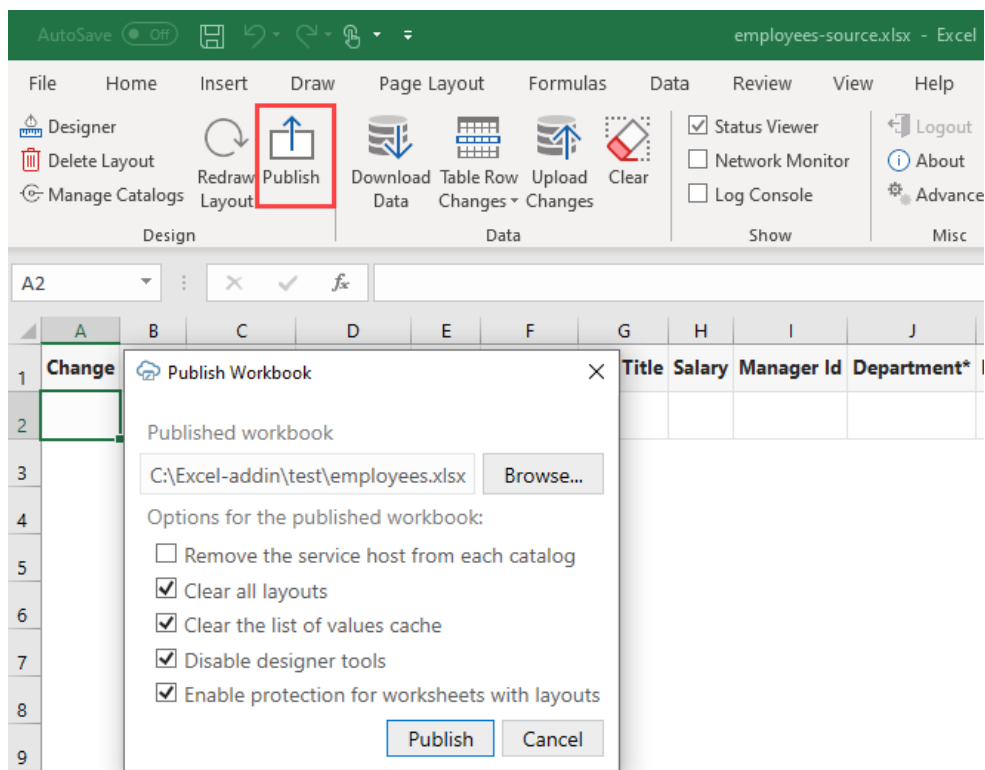 AutoSave Off employees-source.xlsx - Excel
File Home Insert Draw Page Layout Formulas Data Review View Help
Designer
Delete Layout
Manage Catalogs
Redraw Layout
Publish
Design
Download Data
Table Row Changes
Upload Changes
Clear
Data
Status Viewer
Network Monitor
Log Console
Show
Logout
About
Advance
Misc
A2 fx
A B C D E F G H I J
1 Change Title Salary Manager Id Department*
2
3
4
5
6
7
8
9
Publish Workbook
Published workbook
C:\Excel-addin\test\employees.xlsx Browse...
Options for the published workbook:
Remove the service host from each catalog
Clear all layouts
Clear the list of values cache
Disable designer tools
Enable protection for worksheets with layouts
Publish Cancel